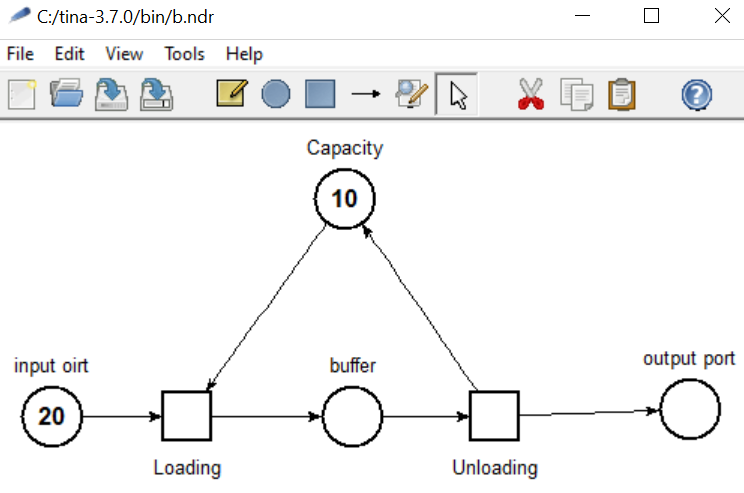 C:/tina-3.7.0/bin/b.ndr
File Edit View Tools Help
Capacity
10
input oirt
buffer
output port
20
Loading
Unloading